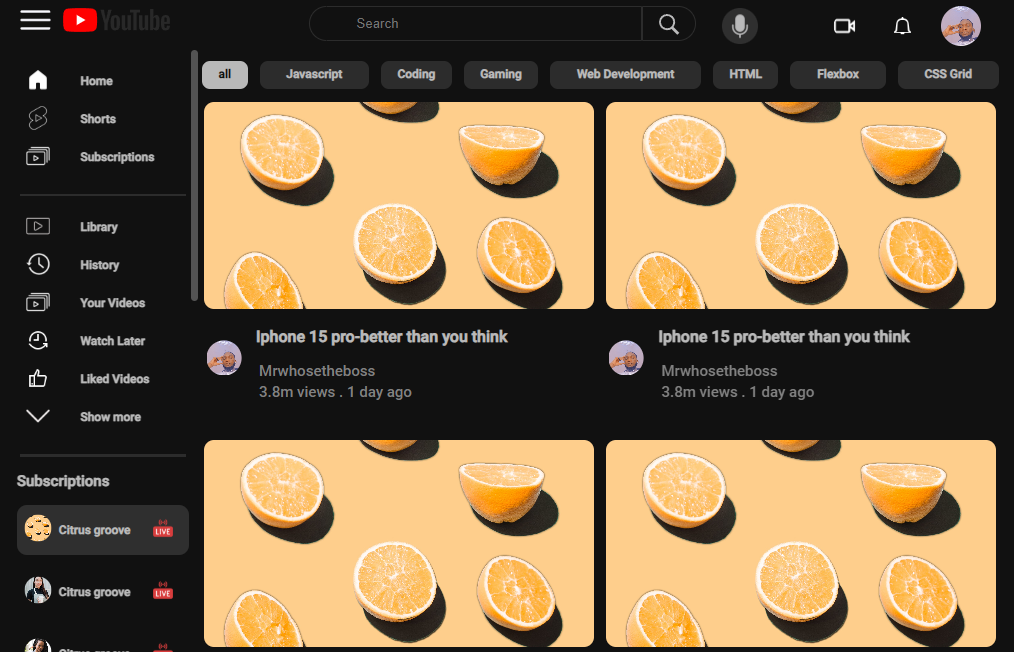 YouTube
Search
Home
Shorts
Subscriptions
Library
History
Your Videos
Watch Later
Liked Videos
Show more
Subscriptions
Citrus groove
LIVE
Citrus groove
LIVE
Citrus groove
all
Javascript
Coding
Gaming
Web Development
HTML
Flexbox
CSS Grid
Iphone 15 pro-better than you think
Mrwhosetheboss
3.8m views . 1 day ago
Iphone 15 pro-better than you think
Mrwhosetheboss
3.8m views . 1 day ago